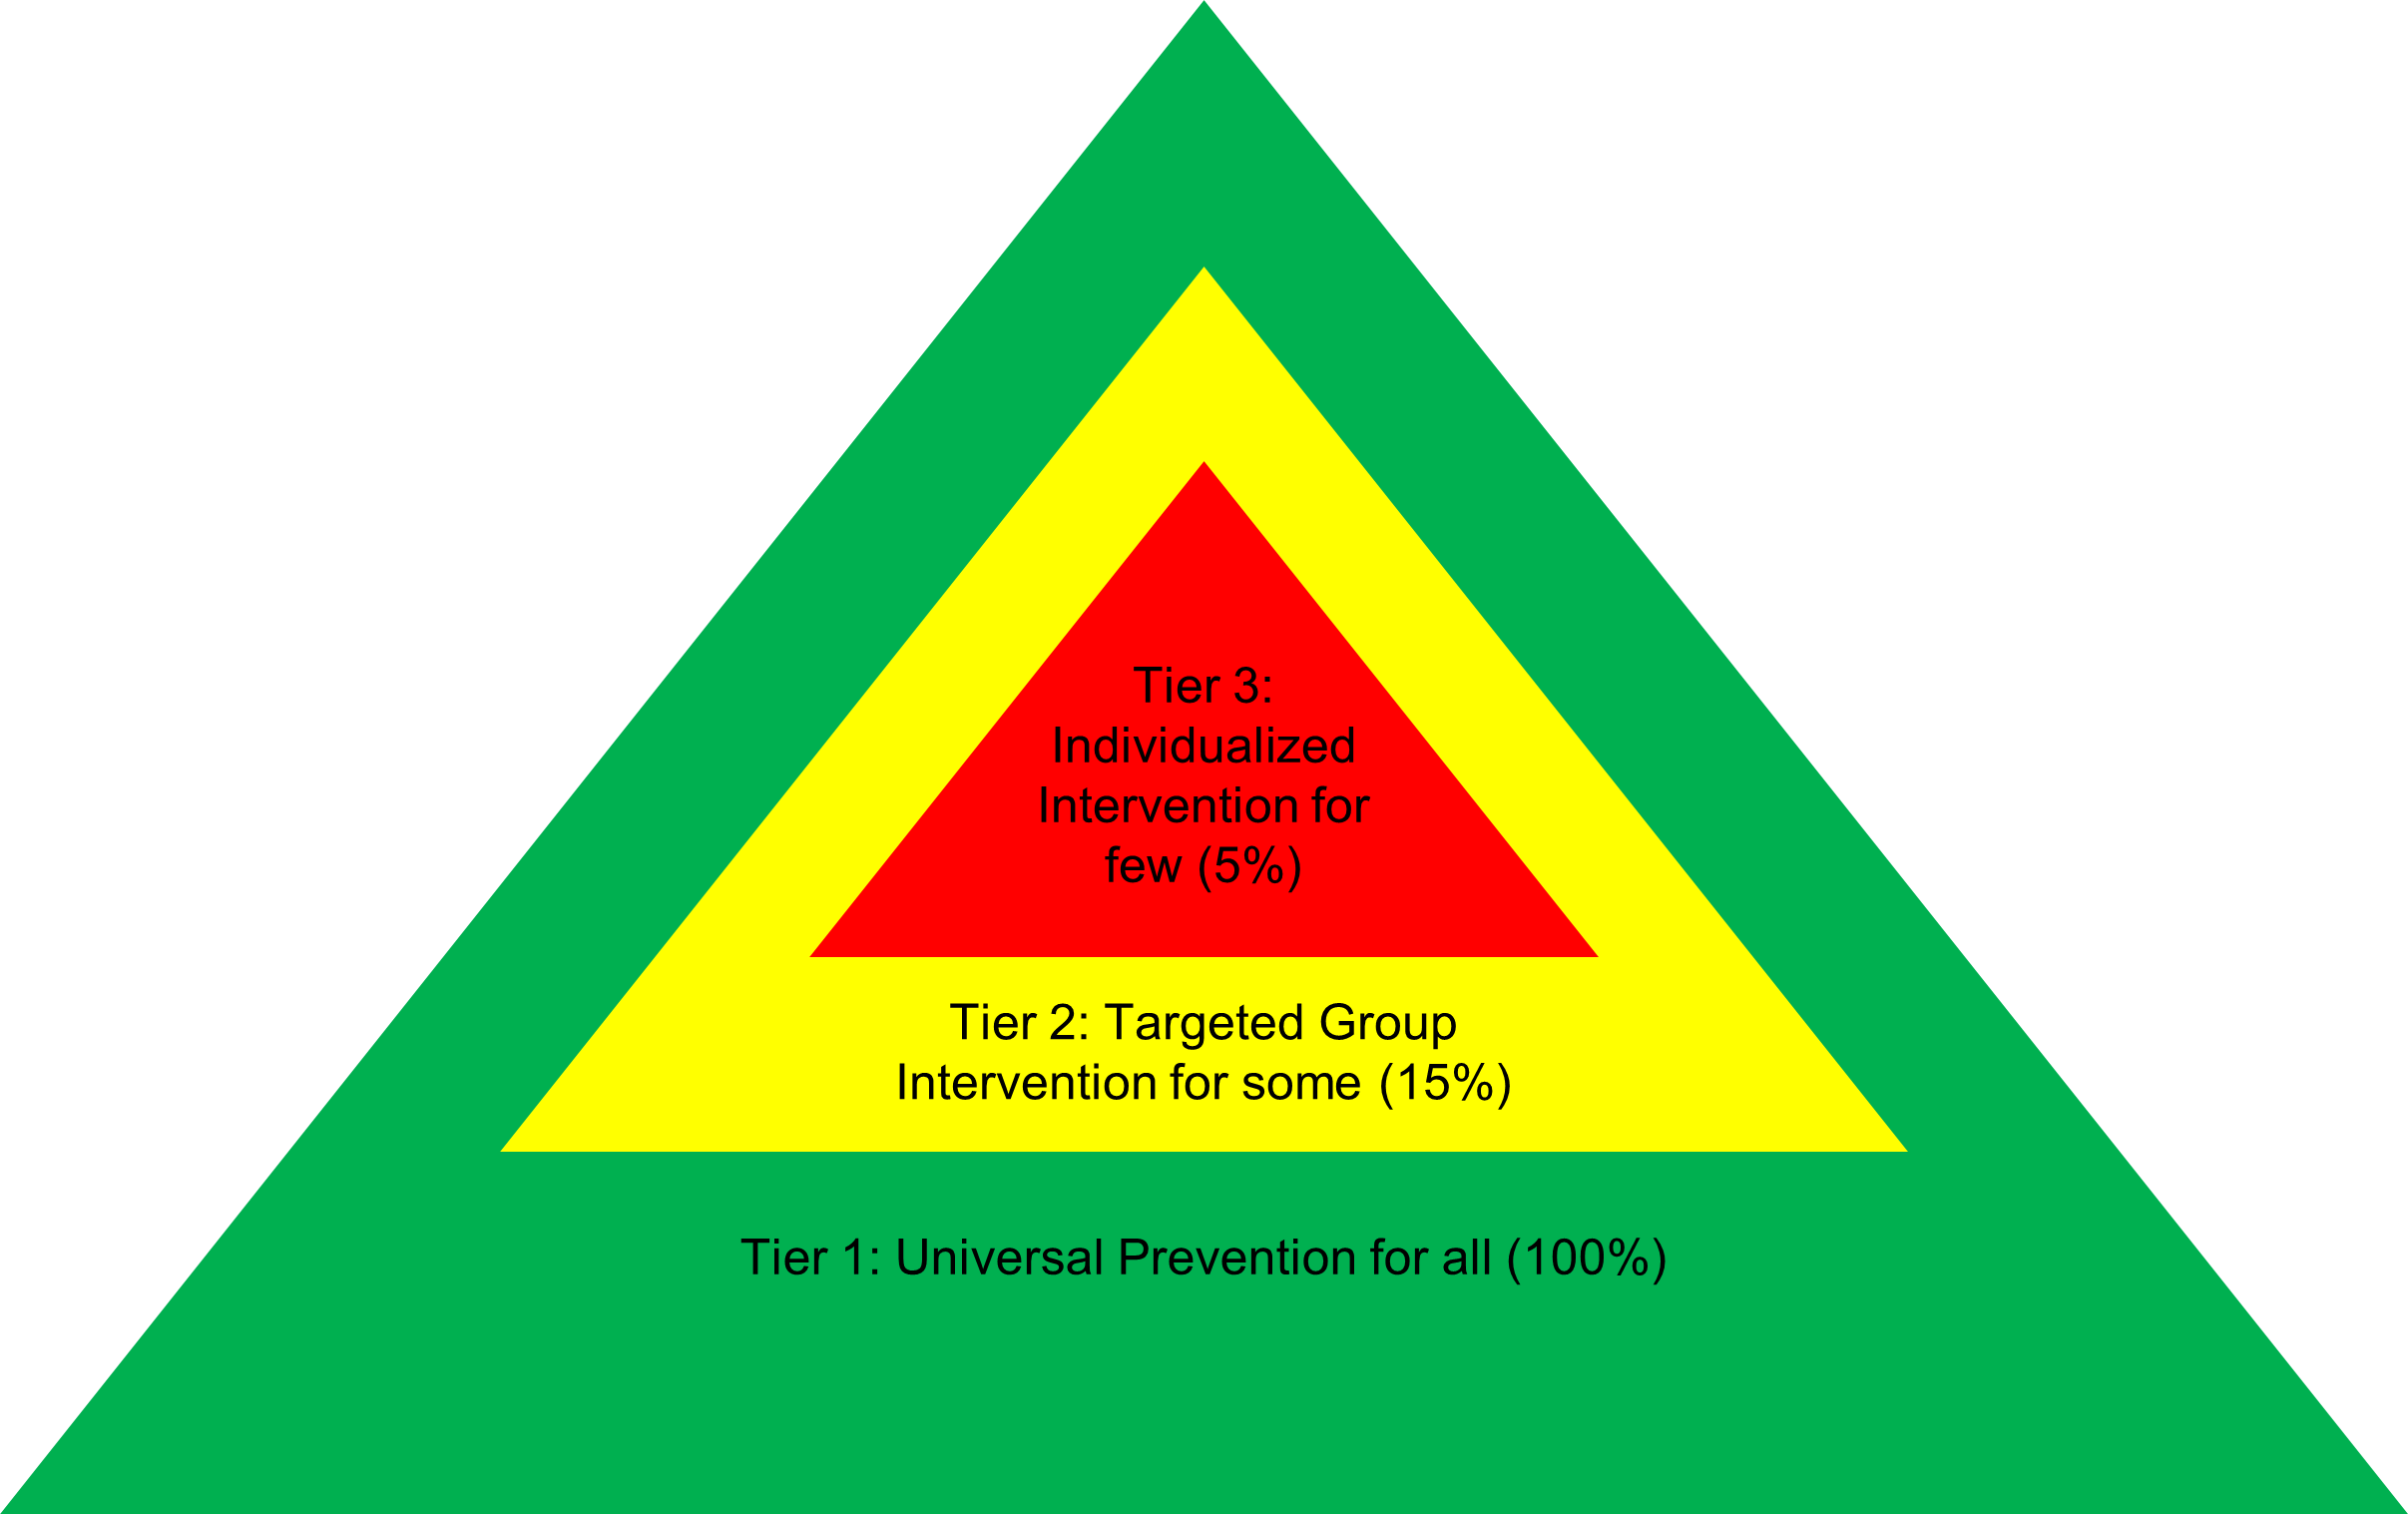 Tier 3:
Individualized
Intervention for
few (5%)
Tier 2: Targeted Group
Intervention for some (15%)
Tier 1: Universal Prevention for all (100%)